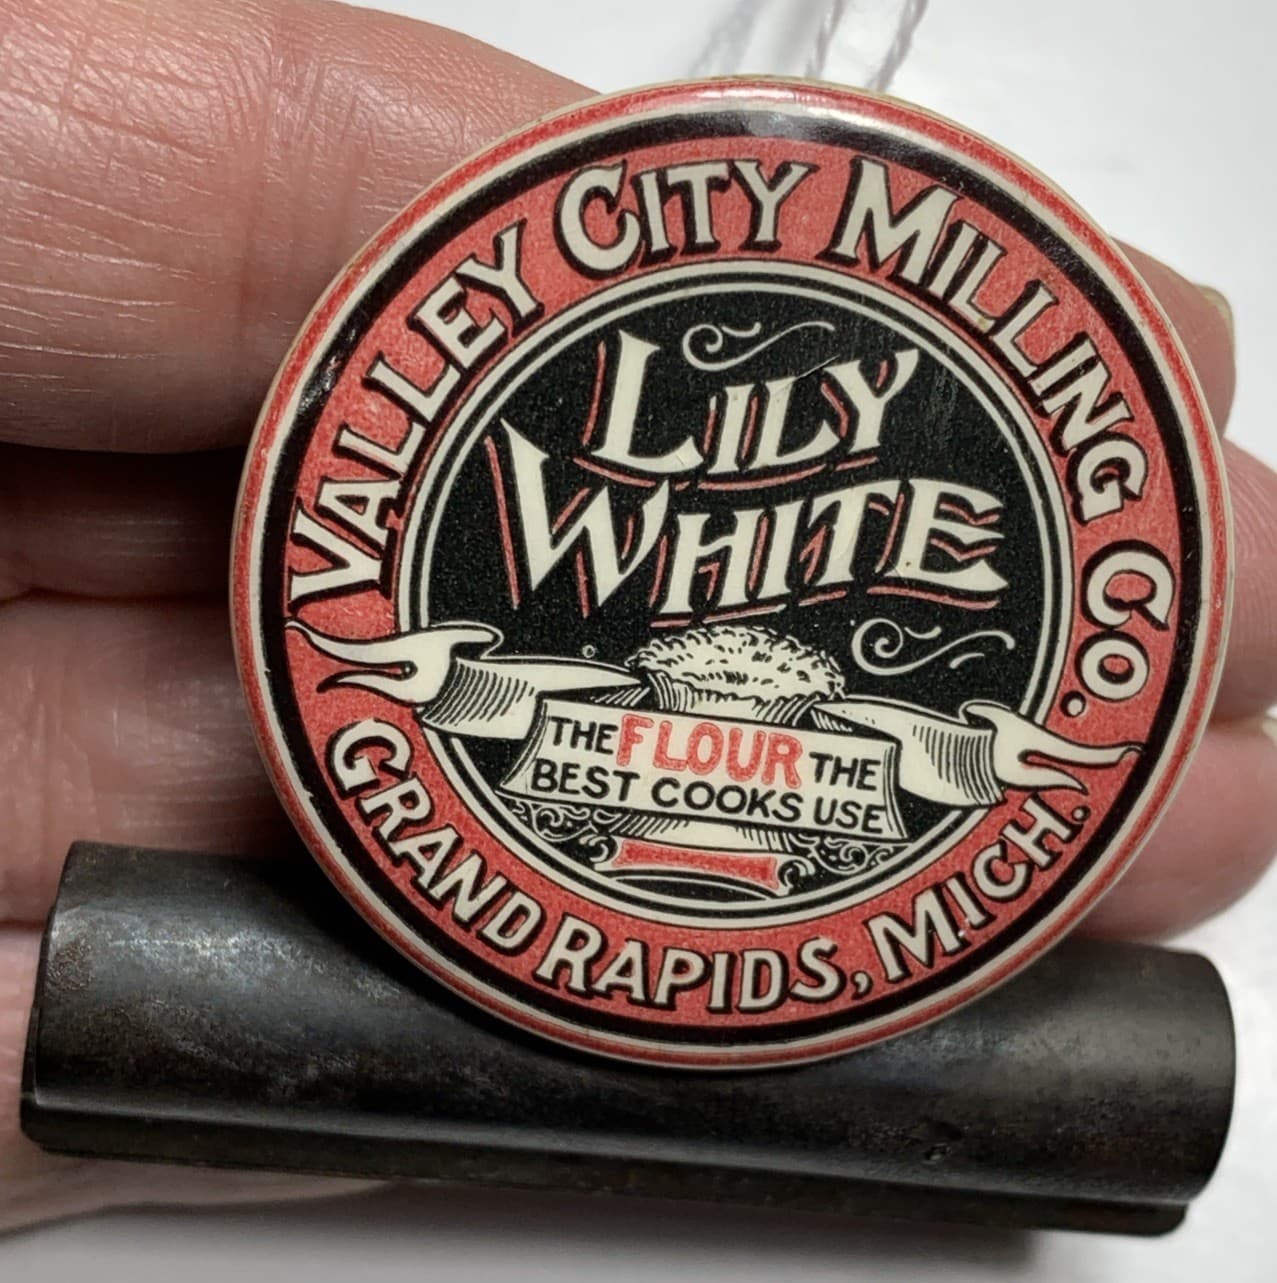 VALLEY CITY MILLING CO.
LILY
WHITE
THE FLOUR THE
BEST COOKS USE
GRAND RAPIDS, MICH.